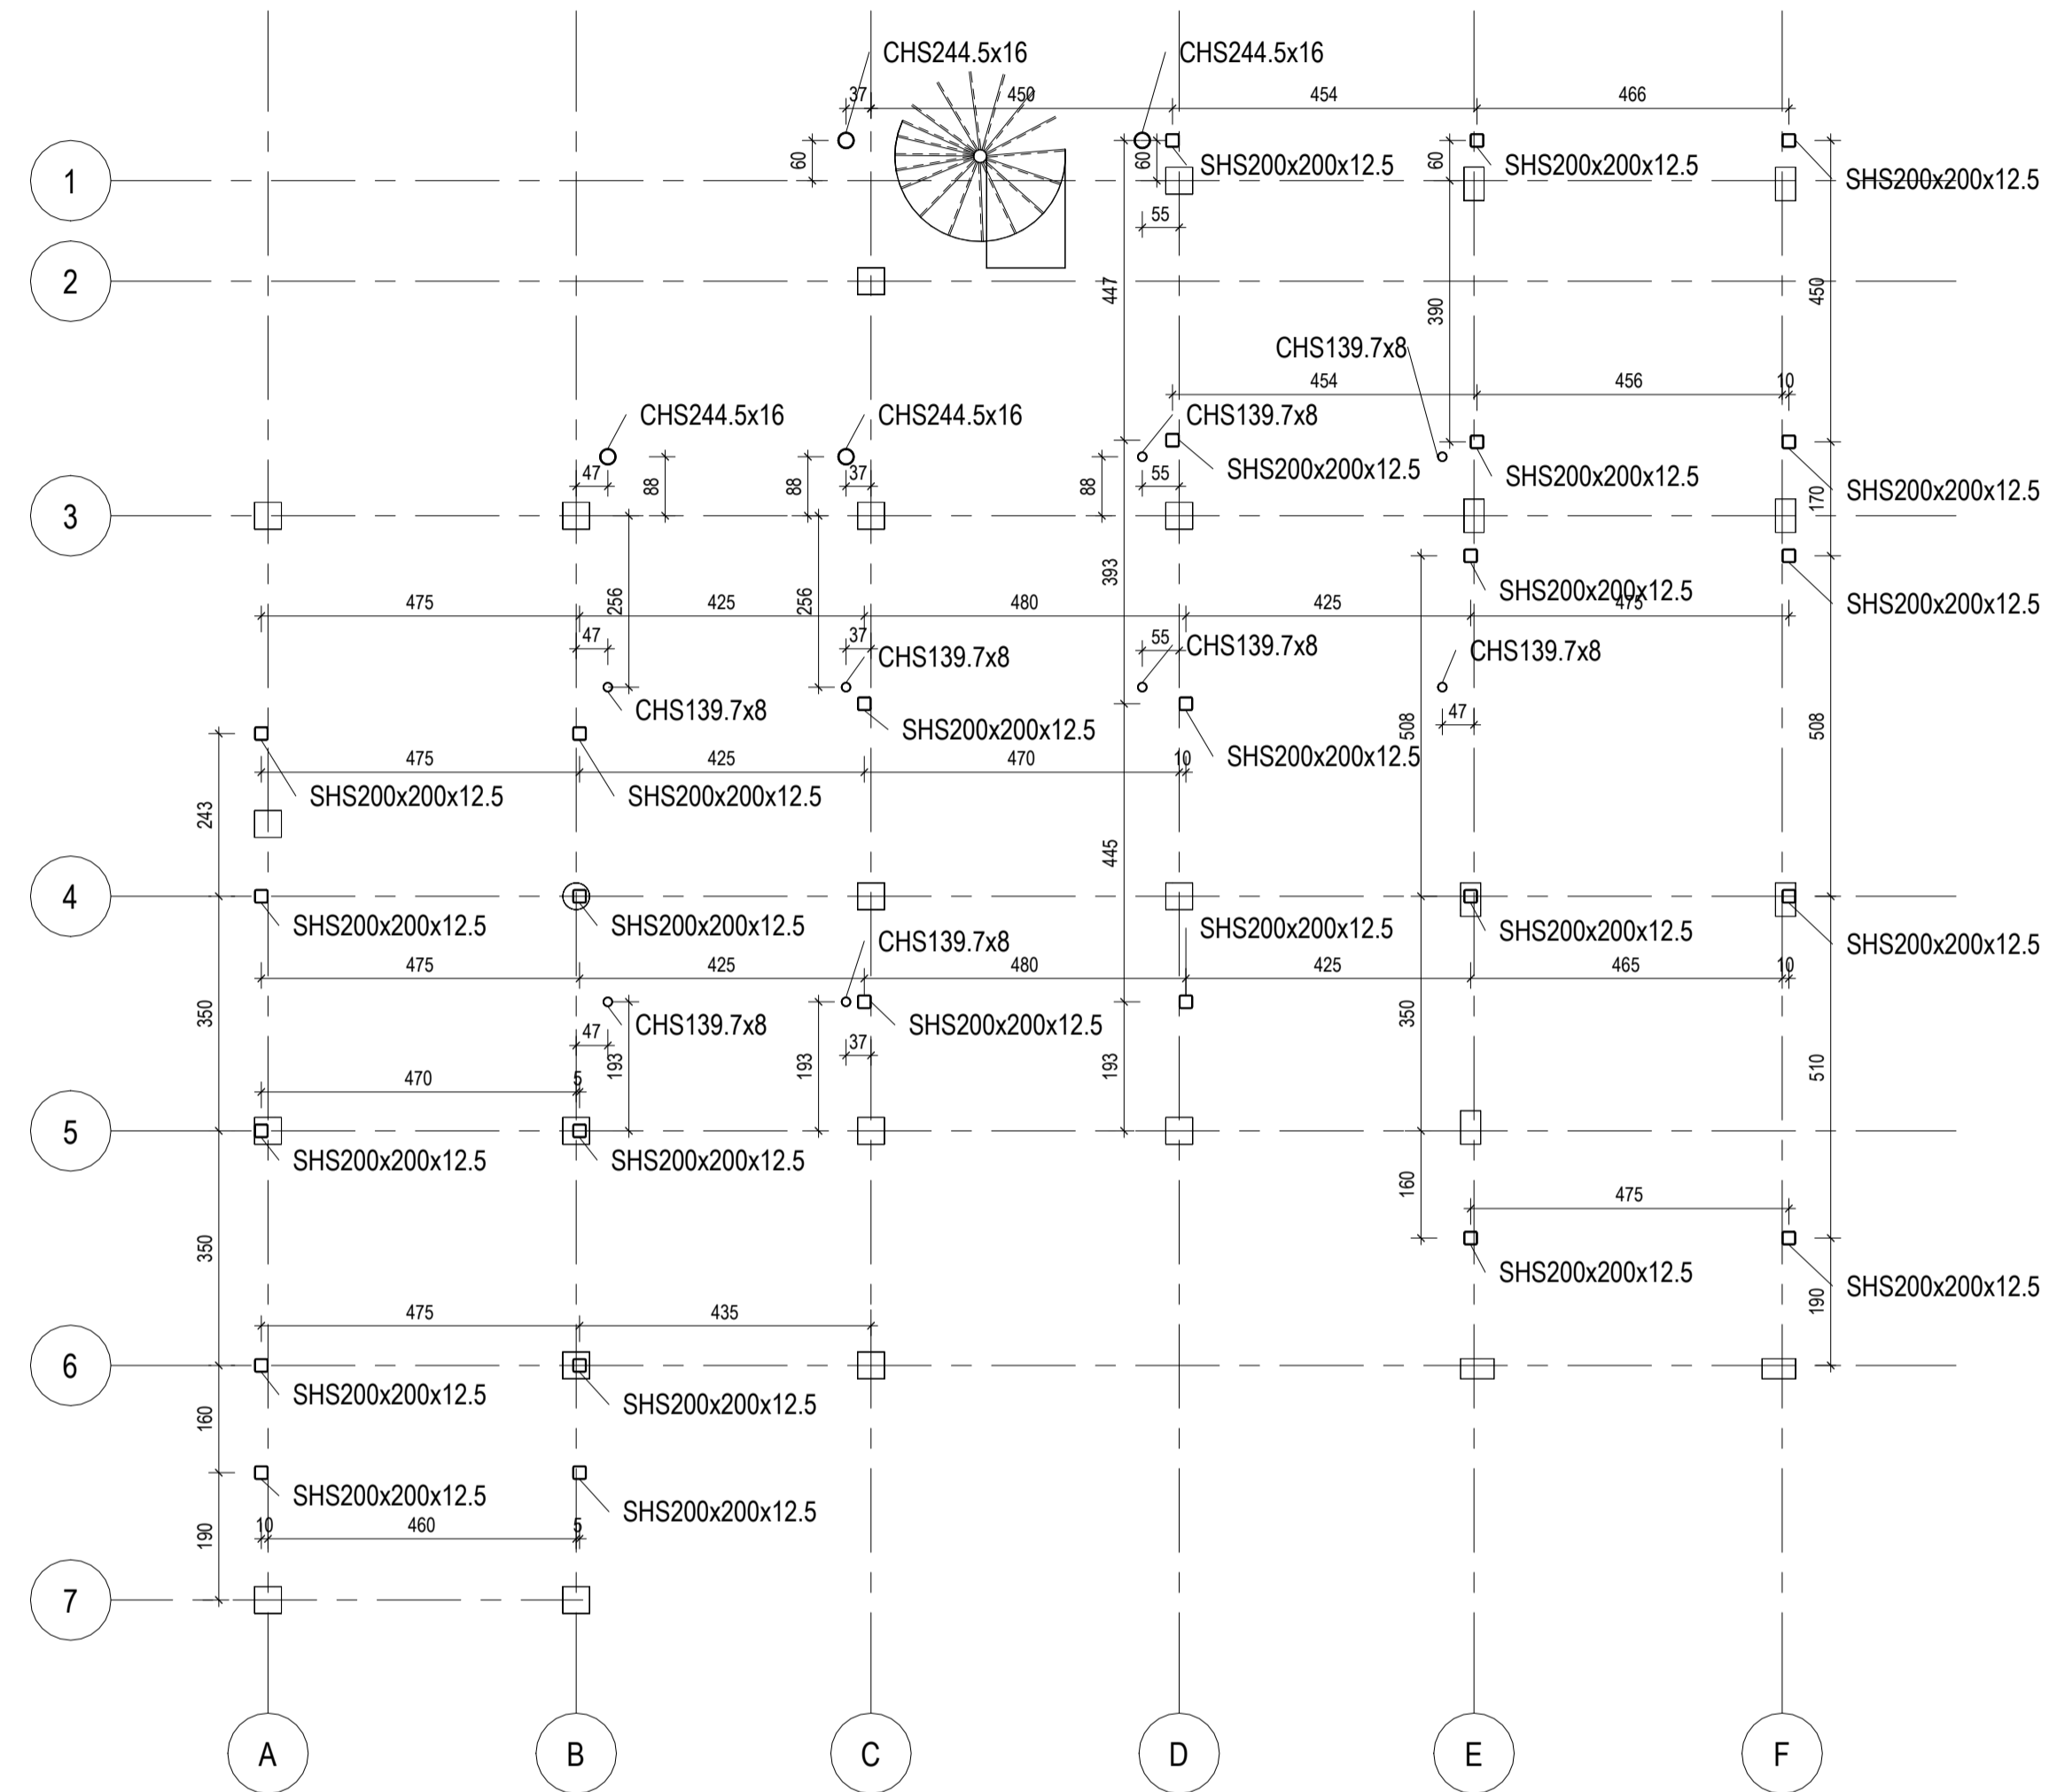 CHS244.5x16 CHS244.5x16
37 450 454 466
60 60 60
SHS200x200x12.5 SHS200x200x12.5 SHS200x200x12.5
1
55
2
447 390 450
CHS139.7x8
454 456 10
CHS244.5x16 CHS244.5x16 CHS139.7x8
47 88 88 37 88 55
SHS200x200x12.5 SHS200x200x12.5 SHS200x200x12.5
170
3
393
SHS200x200x12.5 SHS200x200x12.5
475 256 425 256 480 425 475
47 37 55
CHS139.7x8 CHS139.7x8 CHS139.7x8
CHS139.7x8 47
SHS200x200x12.5 508 508
475 425 470 10 SHS200x200x12.5
SHS200x200x12.5 SHS200x200x12.5
243
445
4
SHS200x200x12.5 SHS200x200x12.5 CHS139.7x8 SHS200x200x12.5 SHS200x200x12.5 SHS200x200x12.5
475 425 480 425 465 10
350 350
47 CHS139.7x8 37 SHS200x200x12.5
193 193 193 510
470 5
5
SHS200x200x12.5 SHS200x200x12.5
160 475
350
SHS200x200x12.5 SHS200x200x12.5
475 435 190
6
SHS200x200x12.5 SHS200x200x12.5
160
SHS200x200x12.5 SHS200x200x12.5
10 460 5
190
7
A B C D E F